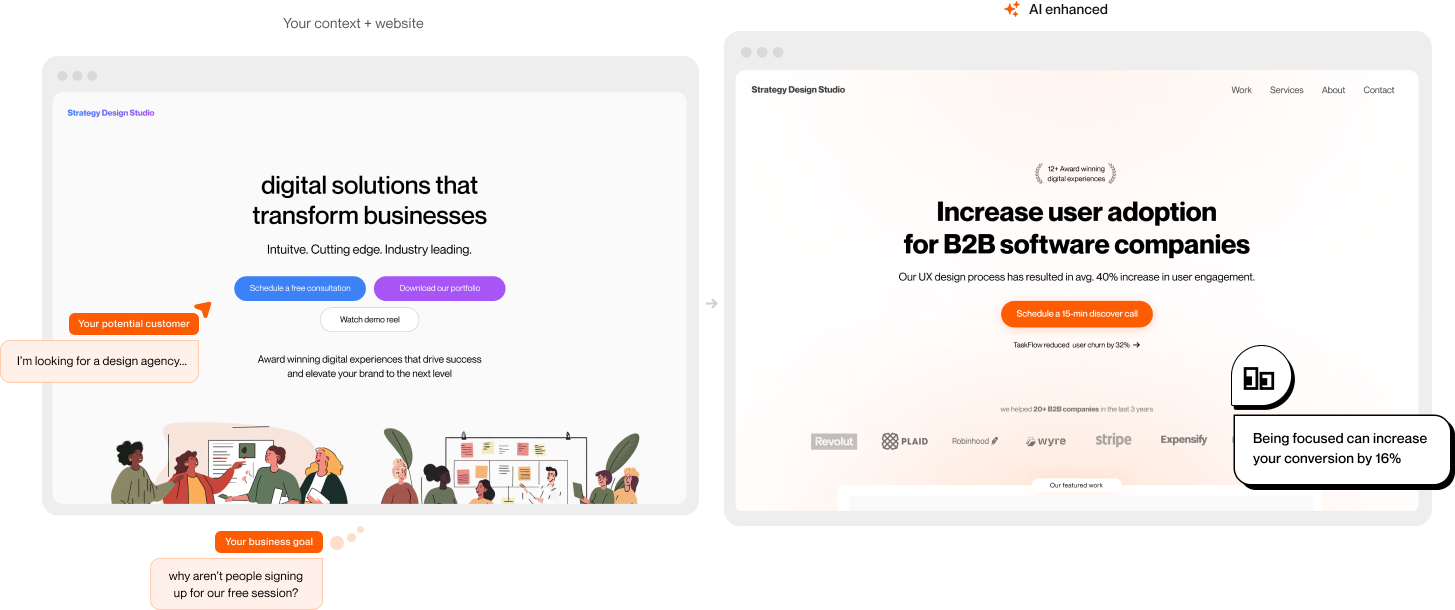 Your context + website
Strategy Design Studio
digital solutions that
transform businesses
Intuitve. Cutting edge. Industry leading.
Schedule a free consultation
Download our portfolio
Watch demo reel
Your potential customer
I'm looking for a design agency...
Award winning digital experiences that drive success
and elevate your brand to the next level
Your business goal
why aren't people signing
up for our free session?
AI enhanced
Strategy Design Studio
Work Services About Contact
12+ Award winning
digital experiences
Increase user adoption
for B2B software companies
Our UX design process has resulted in avg. 40% increase in user engagement.
Schedule a 15-min discover call
TaskFlow reduced user churn by 32% →
we helped 20+ B2B companies in the last 3 years
Revolut PLAID Robinhood wyre stripe Expensify
Being focused can increase
your conversion by 16%
Our featured work